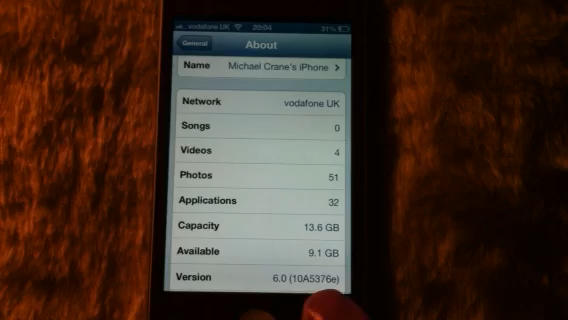 vodafone UK 20:04 31%
General About
Name Michael Crane's iPhone
Network vodafone UK
Songs 0
Videos 4
Photos 51
Applications 32
Capacity 13.6 GB
Available 9.1 GB
Version 6.0 (10A5376e)